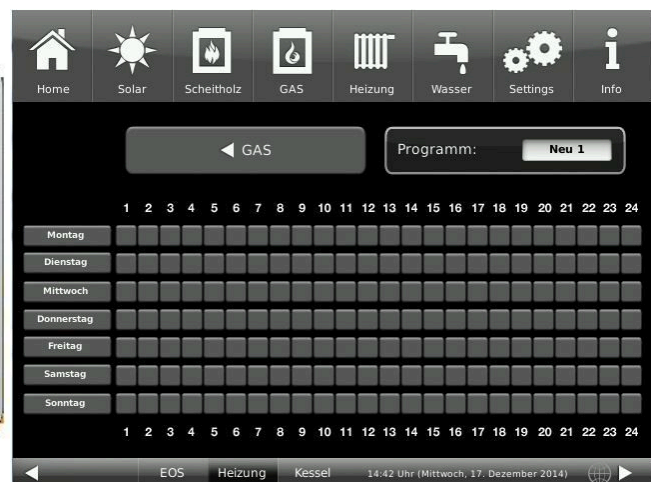 Home Solar Scheitholz GAS Heizung Wasser Settings Info
GAS Programm: Neu 1
1 2 3 4 5 6 7 8 9 10 11 12 13 14 15 16 17 18 19 20 21 22 23 24
Montag
Dienstag
Mittwoch
Donnerstag
Freitag
Samstag
Sonntag
1 2 3 4 5 6 7 8 9 10 11 12 13 14 15 16 17 18 19 20 21 22 23 24
EOS Heizung Kessel 14:42 Uhr (Mittwoch, 17. Dezember 2014)